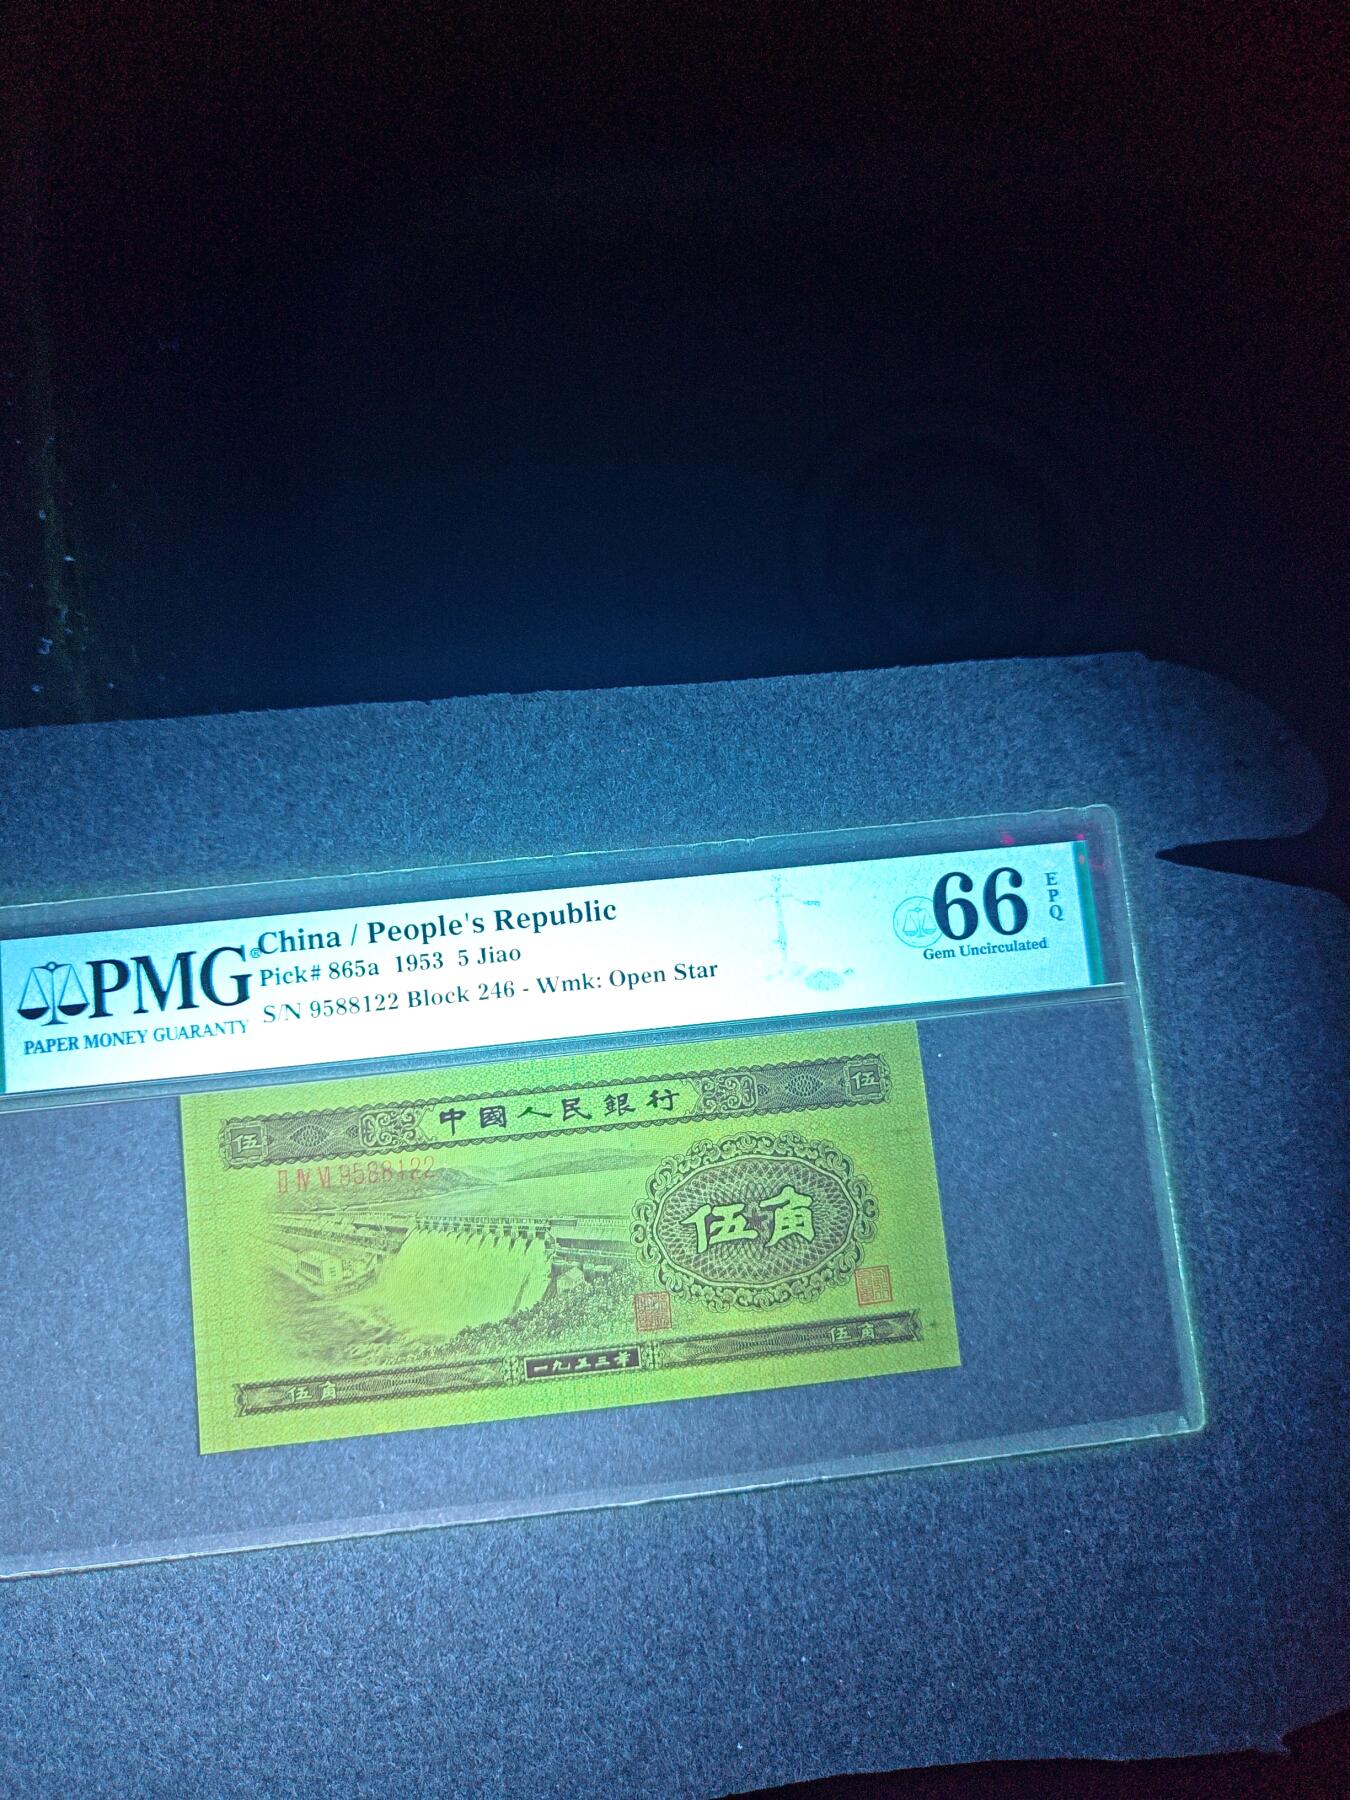 PMG®
PAPER MONEY GUARANTY
China / People's Republic
Pick# 865a 1953 5 Jiao
S/N 9588122 Block 246 - Wmk: Open Star
66 EPQ
Gem Uncirculated
中國人民銀行
伍
伍
Ⅱ Ⅳ Ⅵ 9588122
伍角
一九五三年
伍角
伍角